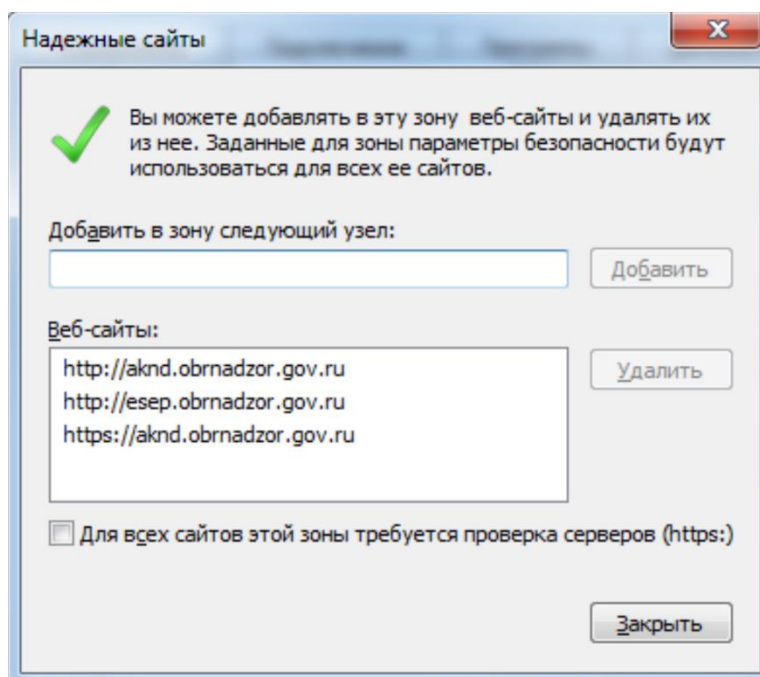 Надежные сайты
Вы можете добавлять в эту зону веб-сайты и удалять их
из нее. Заданные для зоны параметры безопасности будут
использоваться для всех ее сайтов.
Добавить в зону следующий узел:
Добавить
Веб-сайты:
http://aknd.obrnadzor.gov.ru
http://esep.obrnadzor.gov.ru
https://aknd.obrnadzor.gov.ru
Удалить
Для всех сайтов этой зоны требуется проверка серверов (https:)
Закрыть